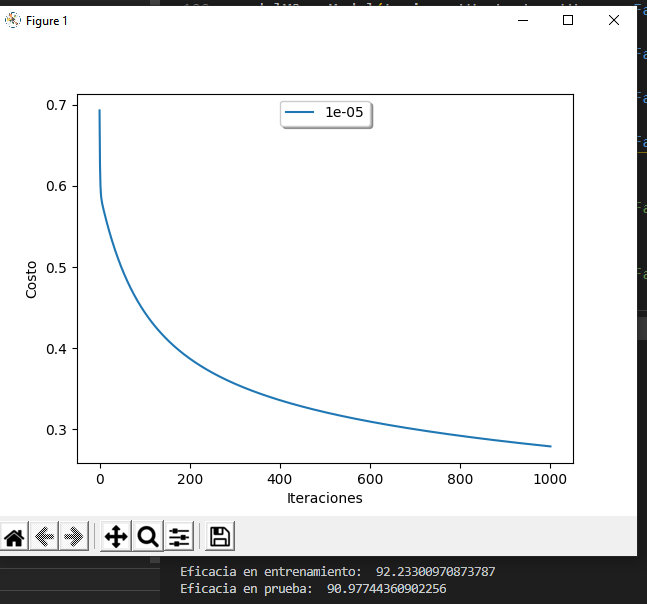 Figure 1
1e-05
0.7
0.6
0.5
0.4
0.3
Costo
0 200 400 600 800 1000
Iteraciones
Eficacia en entrenamiento: 92.23300970873787
Eficacia en prueba: 90.97744360902256